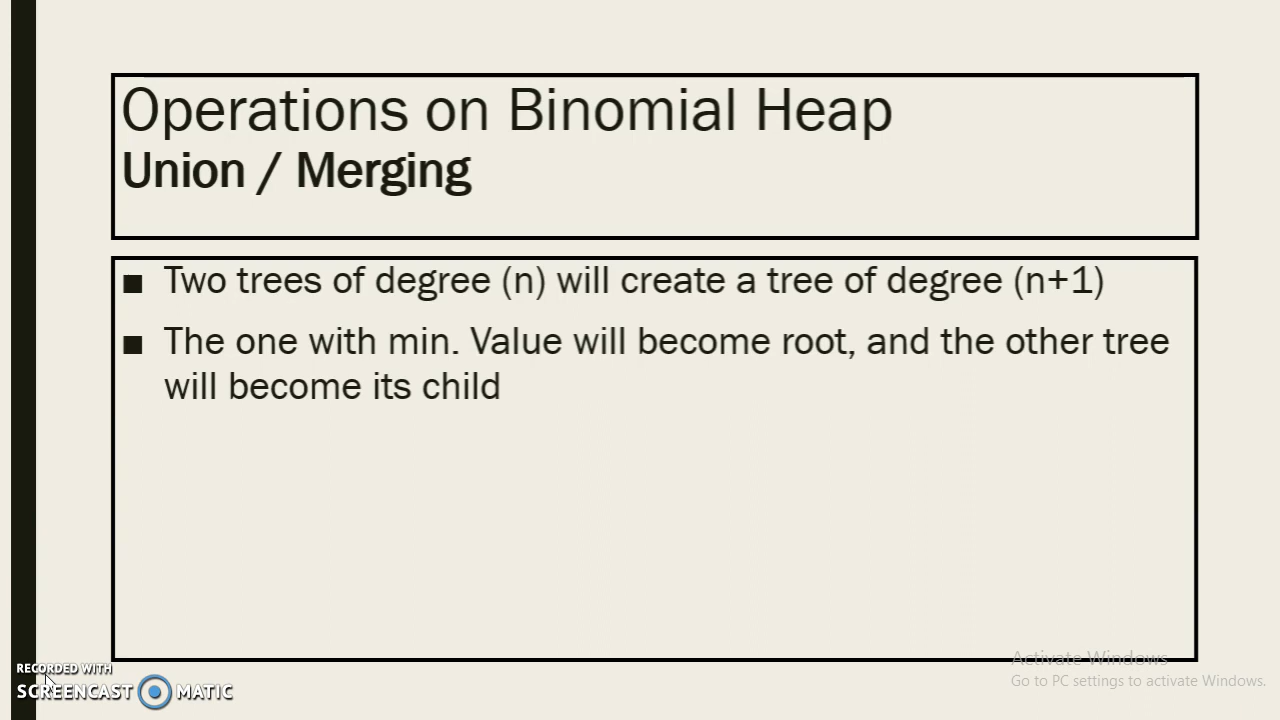 Operations on Binomial Heap
Union / Merging
■ Two trees of degree (n) will create a tree of degree (n+1)
■ The one with min. Value will become root, and the other tree
will become its child
RECORDED WITH
SCREENCAST MATIC
Activate Windows
Go to PC settings to activate Windows.